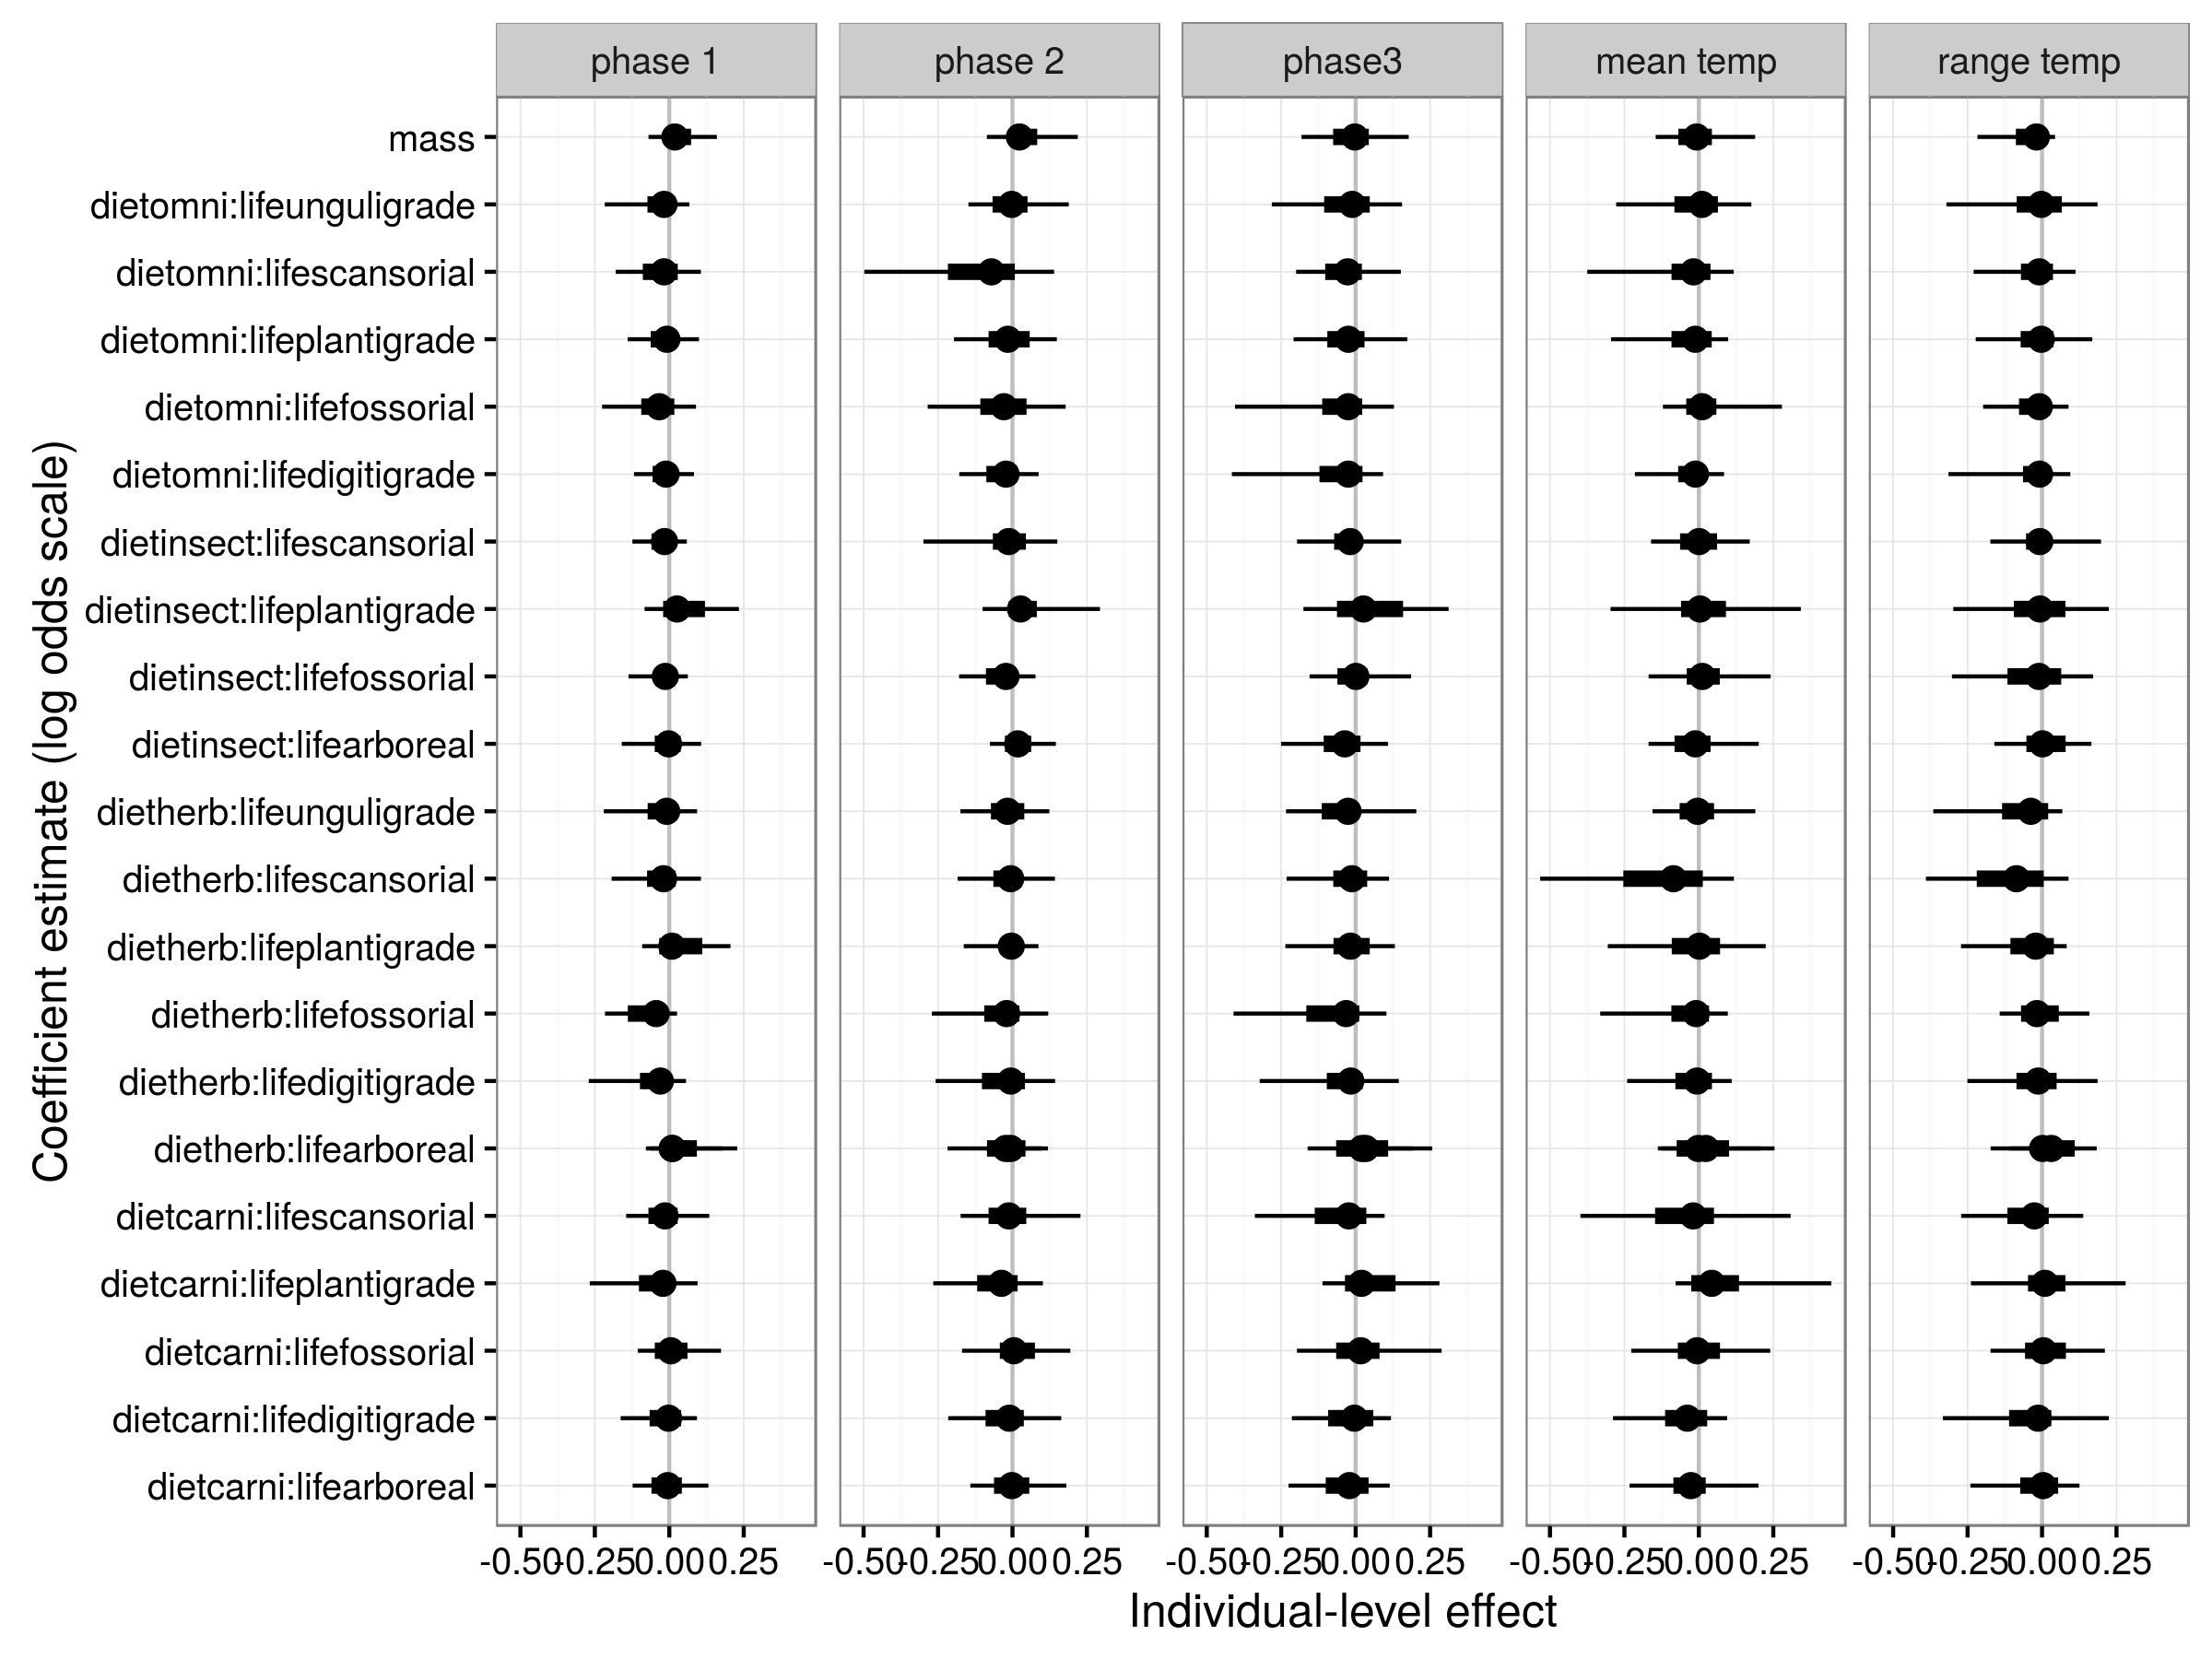 phase 1 phase 2 phase3 mean temp range temp
mass
dietomni:lifeunguligrade
dietomni:lifescansorial
dietomni:lifeplantigrade
dietomni:lifefossorial
dietomni:lifedigitigrade
dietinsect:lifescansorial
dietinsect:lifeplantigrade
dietinsect:lifefossorial
dietinsect:lifearboreal
dietherb:lifeunguligrade
dietherb:lifescansorial
dietherb:lifeplantigrade
dietherb:lifefossorial
dietherb:lifedigitigrade
dietherb:lifearboreal
dietcarni:lifescansorial
dietcarni:lifeplantigrade
dietcarni:lifefossorial
dietcarni:lifedigitigrade
dietcarni:lifearboreal
Coefficient estimate (log odds scale)
-0.50 -0.25 0.00 0.25 -0.50 -0.25 0.00 0.25 -0.50 -0.25 0.00 0.25 -0.50 -0.25 0.00 0.25 -0.50 -0.25 0.00 0.25
Individual-level effect